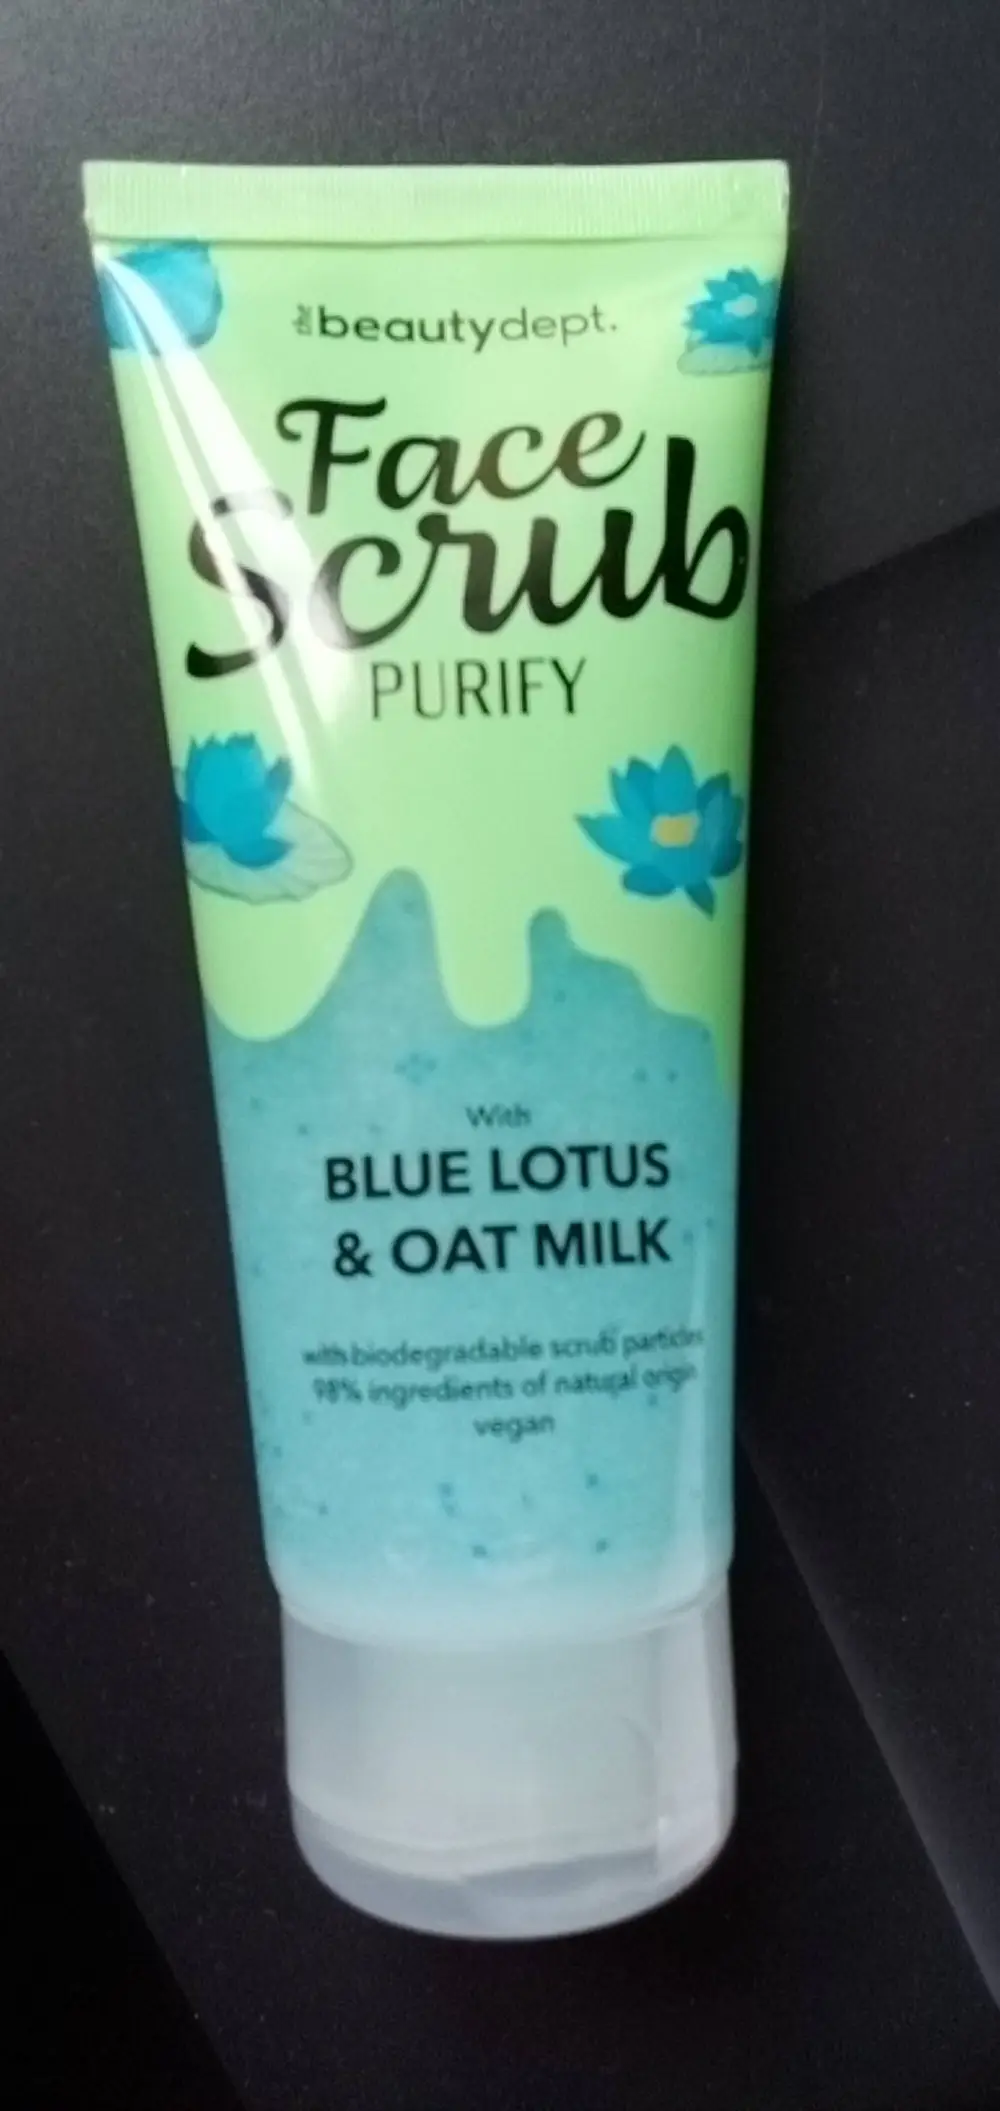 the beautydept.
Face
Scrub
PURIFY
With
BLUE LOTUS
& OAT MILK
with biodegradable scrub particles
98% ingredients of natural origin
vegan